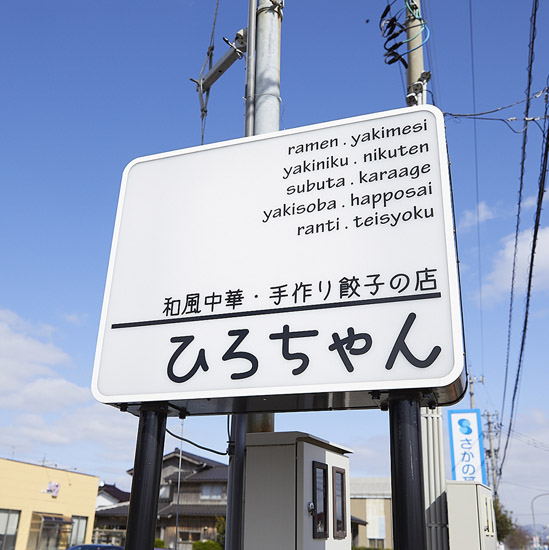 ramen . yakimesi
yakiniku . nikuten
subuta . karaage
yakisoba . happosai
ranti . teisyoku
和風中華・手作り餃子の店
ひろちゃん
さかの